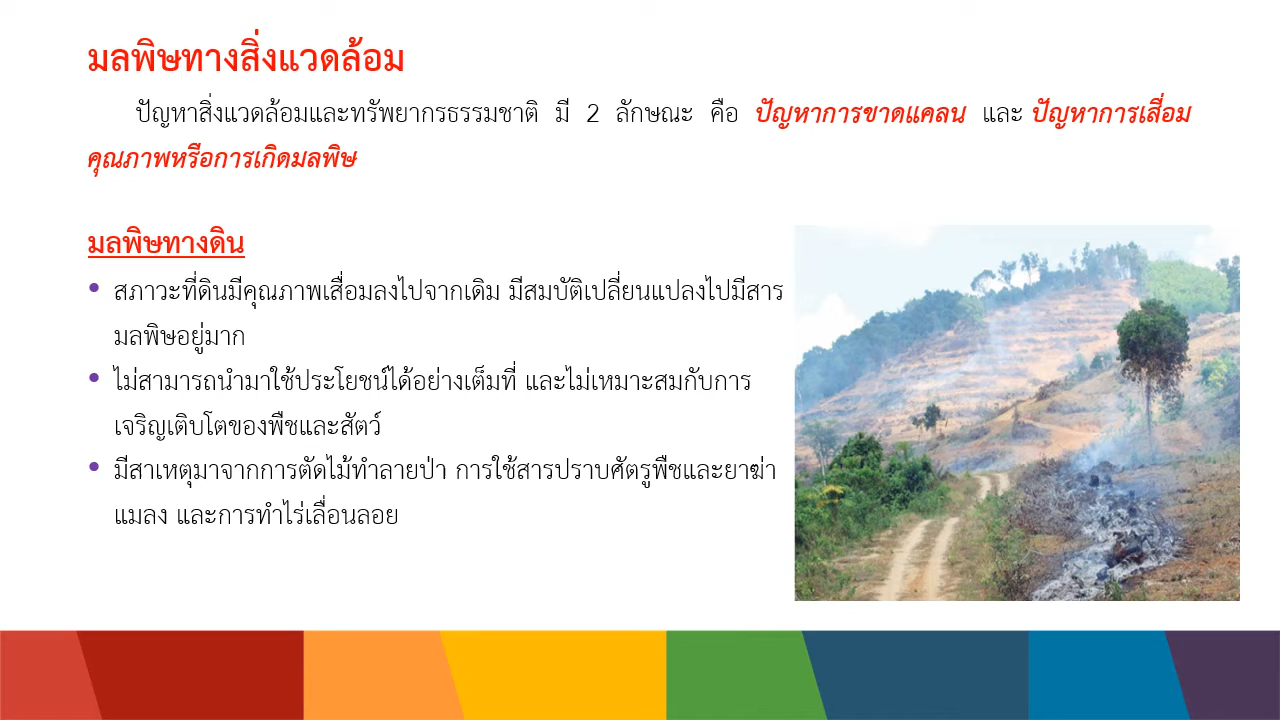 มลพิษทางสิ่งแวดล้อม
ปัญหาสิ่งแวดล้อมและทรัพยากรธรรมชาติ มี 2 ลักษณะ คือ ปัญหาการขาดแคลน และ ปัญหาการเสื่อม
คุณภาพหรือการเกิดมลพิษ
มลพิษทางดิน
• สภาวะที่ดินมีคุณภาพเสื่อมลงไปจากเดิม มีสมบัติเปลี่ยนแปลงไปมีสาร
มลพิษอยู่มาก
• ไม่สามารถนำมาใช้ประโยชน์ได้อย่างเต็มที่ และไม่เหมาะสมกับการ
เจริญเติบโตของพืชและสัตว์
• มีสาเหตุมาจากการตัดไม้ทำลายป่า การใช้สารปราบศัตรูพืชและยาฆ่า
แมลง และการทำไร่เลื่อนลอย